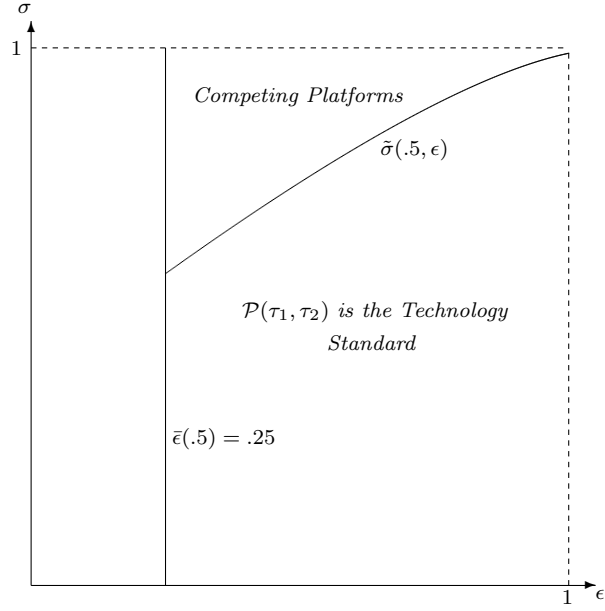 σ
1
Competing Platforms
σ̃(.5, ϵ)
𝒫(τ₁, τ₂) is the Technology
Standard
ϵ̄(.5) = .25
1
ϵ